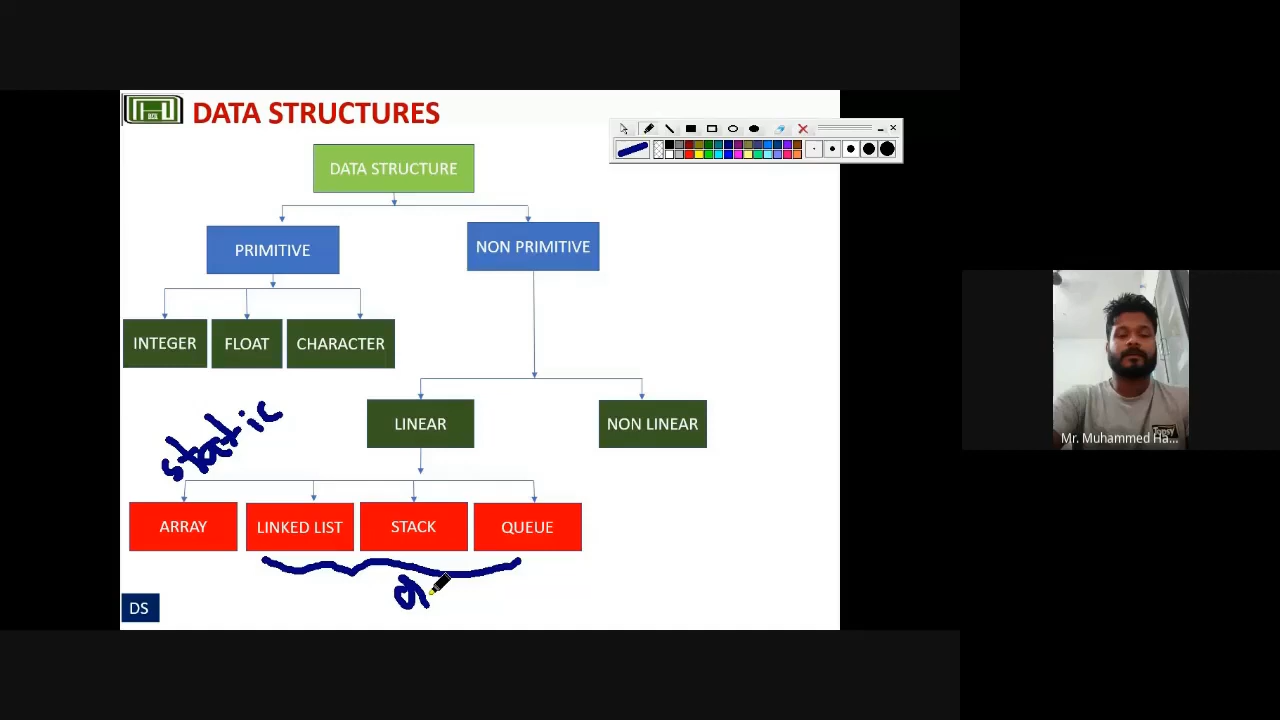 DATA STRUCTURES
DATA STRUCTURE
PRIMITIVE
NON PRIMITIVE
INTEGER
FLOAT
CHARACTER
static
LINEAR
NON LINEAR
Mr. Muhammed Ha...
ARRAY
LINKED LIST
STACK
QUEUE
DS